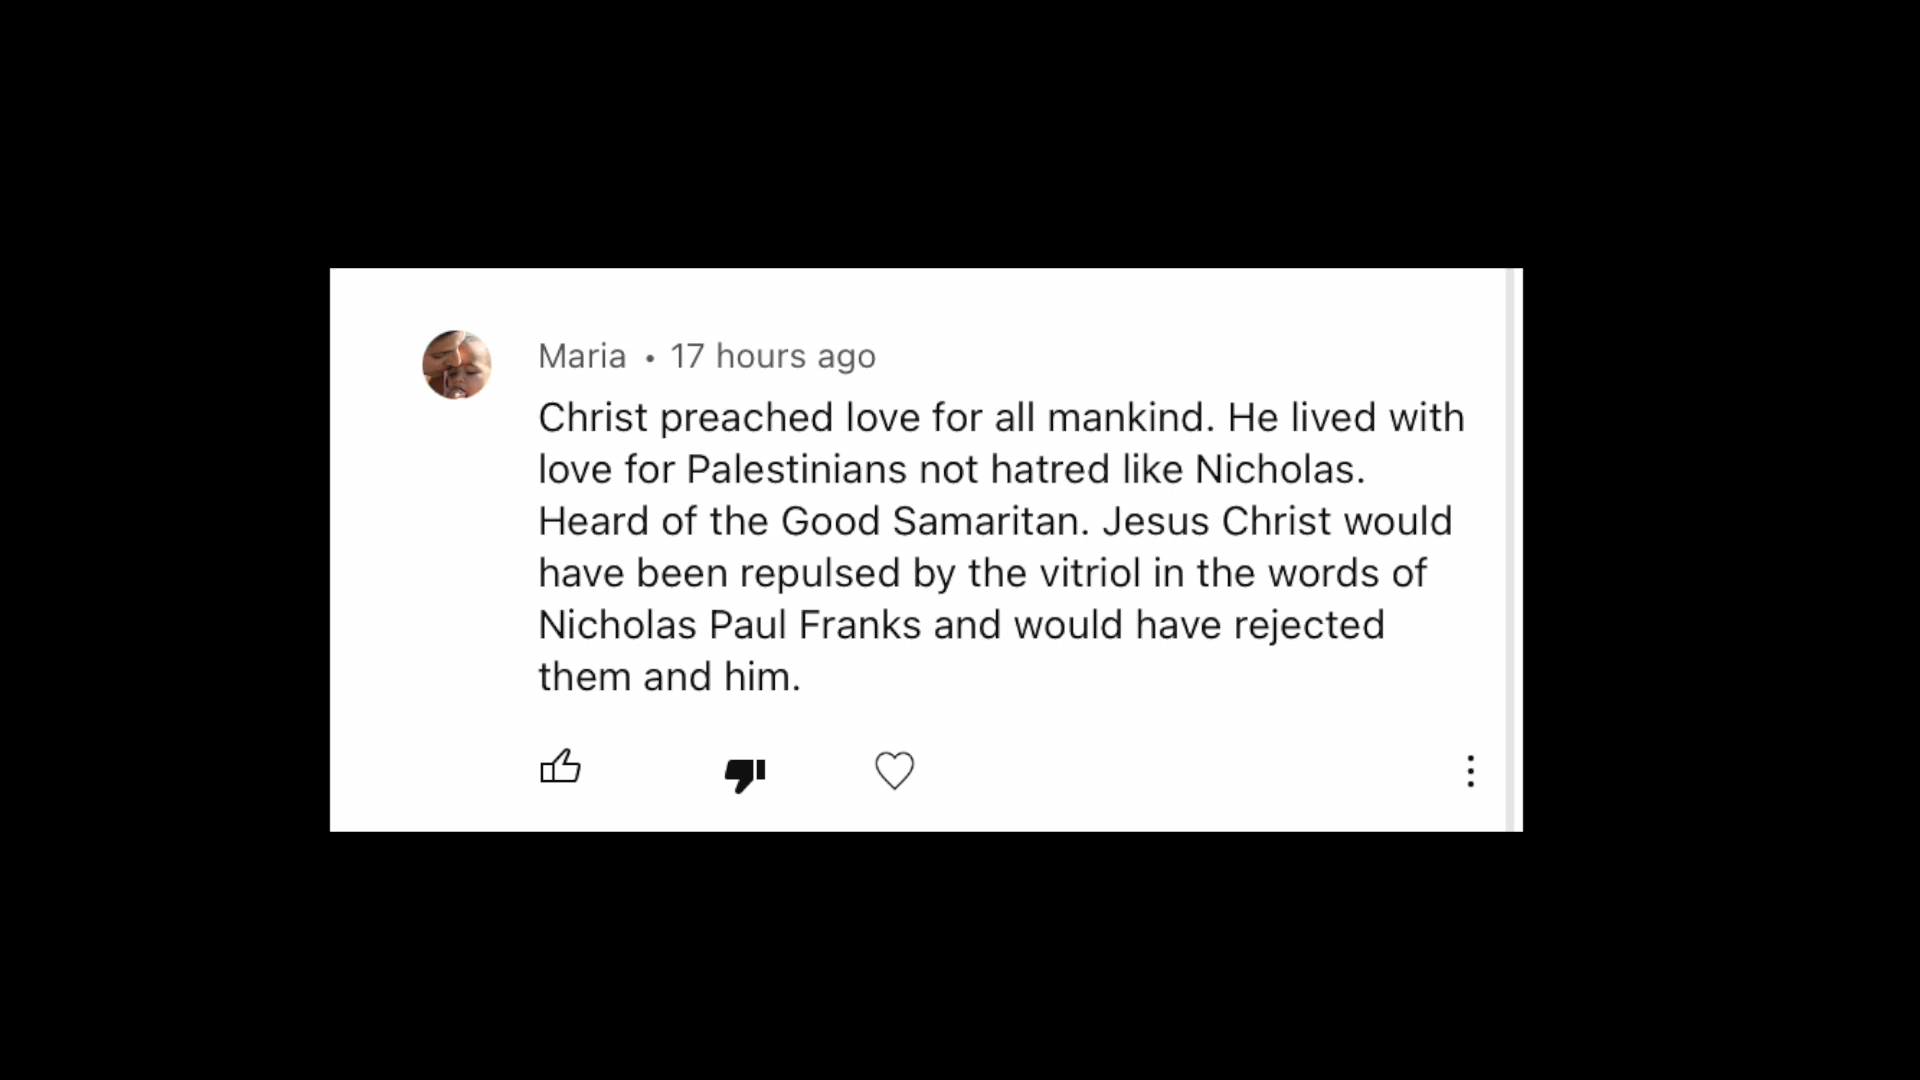 Maria • 17 hours ago
Christ preached love for all mankind. He lived with
love for Palestinians not hatred like Nicholas.
Heard of the Good Samaritan. Jesus Christ would
have been repulsed by the vitriol in the words of
Nicholas Paul Franks and would have rejected
them and him.